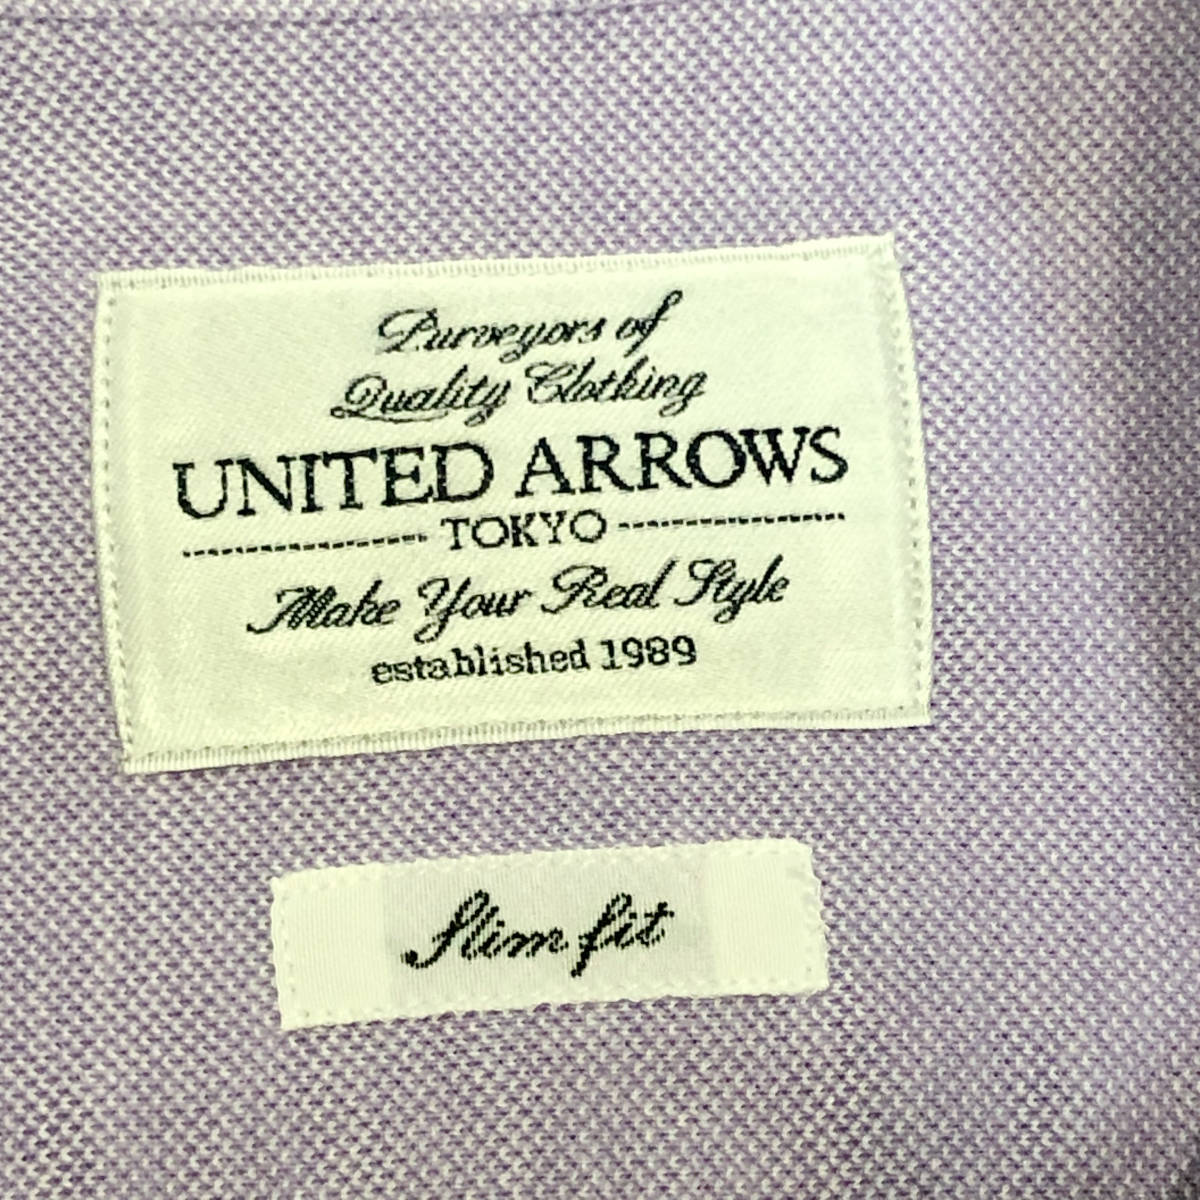 Purveyors of
Quality Clothing
UNITED ARROWS
TOKYO
Make Your Real Style
established 1989
Slim fit